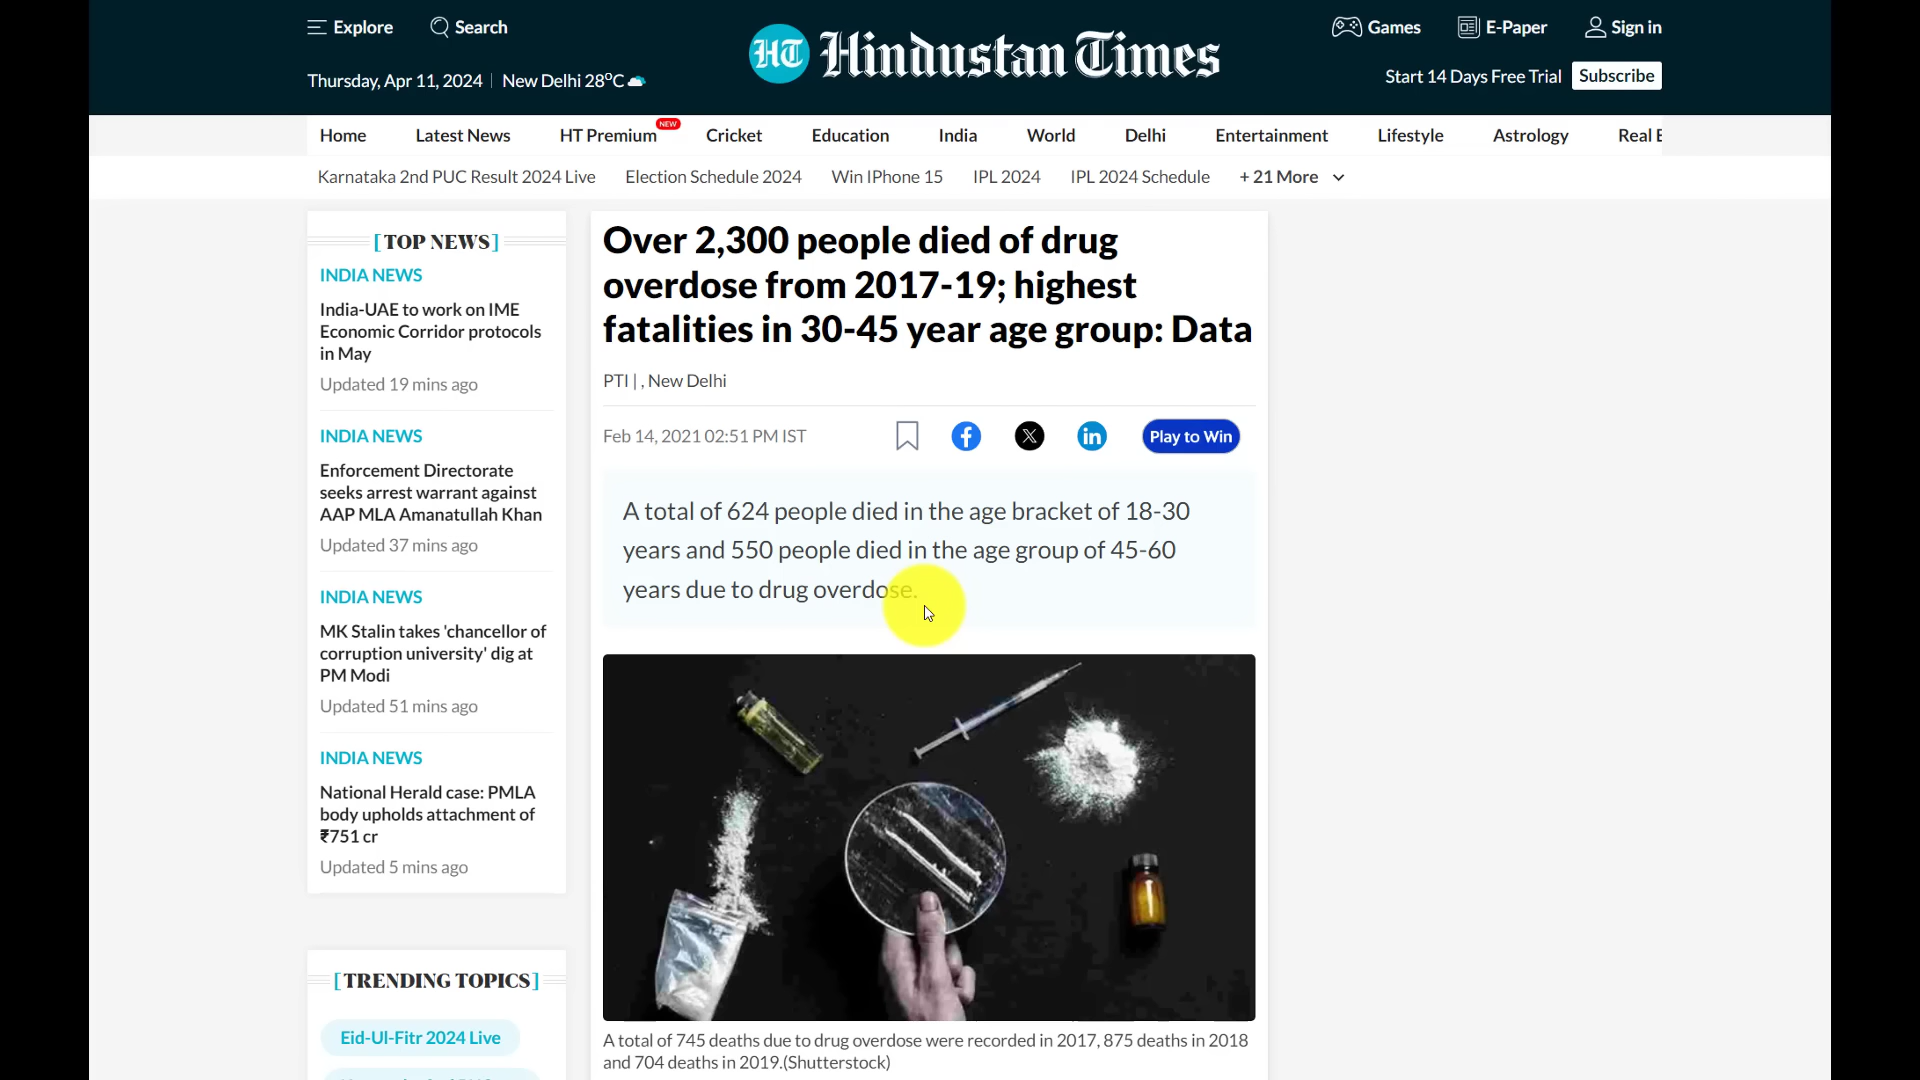 Explore
Search
HT Hindustan Times
Games
E-Paper
Sign in
Thursday, Apr 11, 2024 | New Delhi 28°C
Start 14 Days Free Trial
Subscribe
Home
Latest News
HT Premium
NEW
Cricket
Education
India
World
Delhi
Entertainment
Lifestyle
Astrology
Real E
Karnataka 2nd PUC Result 2024 Live
Election Schedule 2024
Win IPhone 15
IPL 2024
IPL 2024 Schedule
+ 21 More
[TOP NEWS]
INDIA NEWS
India-UAE to work on IME
Economic Corridor protocols
in May
Updated 19 mins ago
INDIA NEWS
Enforcement Directorate
seeks arrest warrant against
AAP MLA Amanatullah Khan
Updated 37 mins ago
INDIA NEWS
MK Stalin takes 'chancellor of
corruption university' dig at
PM Modi
Updated 51 mins ago
INDIA NEWS
National Herald case: PMLA
body upholds attachment of
₹751 cr
Updated 5 mins ago
[TRENDING TOPICS]
Eid-Ul-Fitr 2024 Live
Over 2,300 people died of drug
overdose from 2017-19; highest
fatalities in 30-45 year age group: Data
PTI | , New Delhi
Feb 14, 2021 02:51 PM IST
Play to Win
A total of 624 people died in the age bracket of 18-30
years and 550 people died in the age group of 45-60
years due to drug overdose.
A total of 745 deaths due to drug overdose were recorded in 2017, 875 deaths in 2018
and 704 deaths in 2019.(Shutterstock)